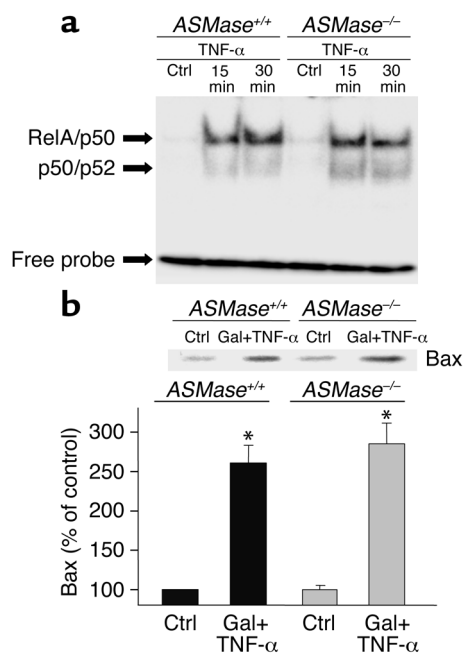 a
ASMase+/+ ASMase–/–
TNF-α TNF-α
Ctrl 15 min 30 min Ctrl 15 min 30 min
RelA/p50
p50/p52
Free probe
b
ASMase+/+ ASMase–/–
Ctrl Gal+TNF-α Ctrl Gal+TNF-α
Bax
ASMase+/+ ASMase–/–
Bax (% of control)
300
250
200
150
100
* *
Ctrl Gal+ TNF-α Ctrl Gal+ TNF-α